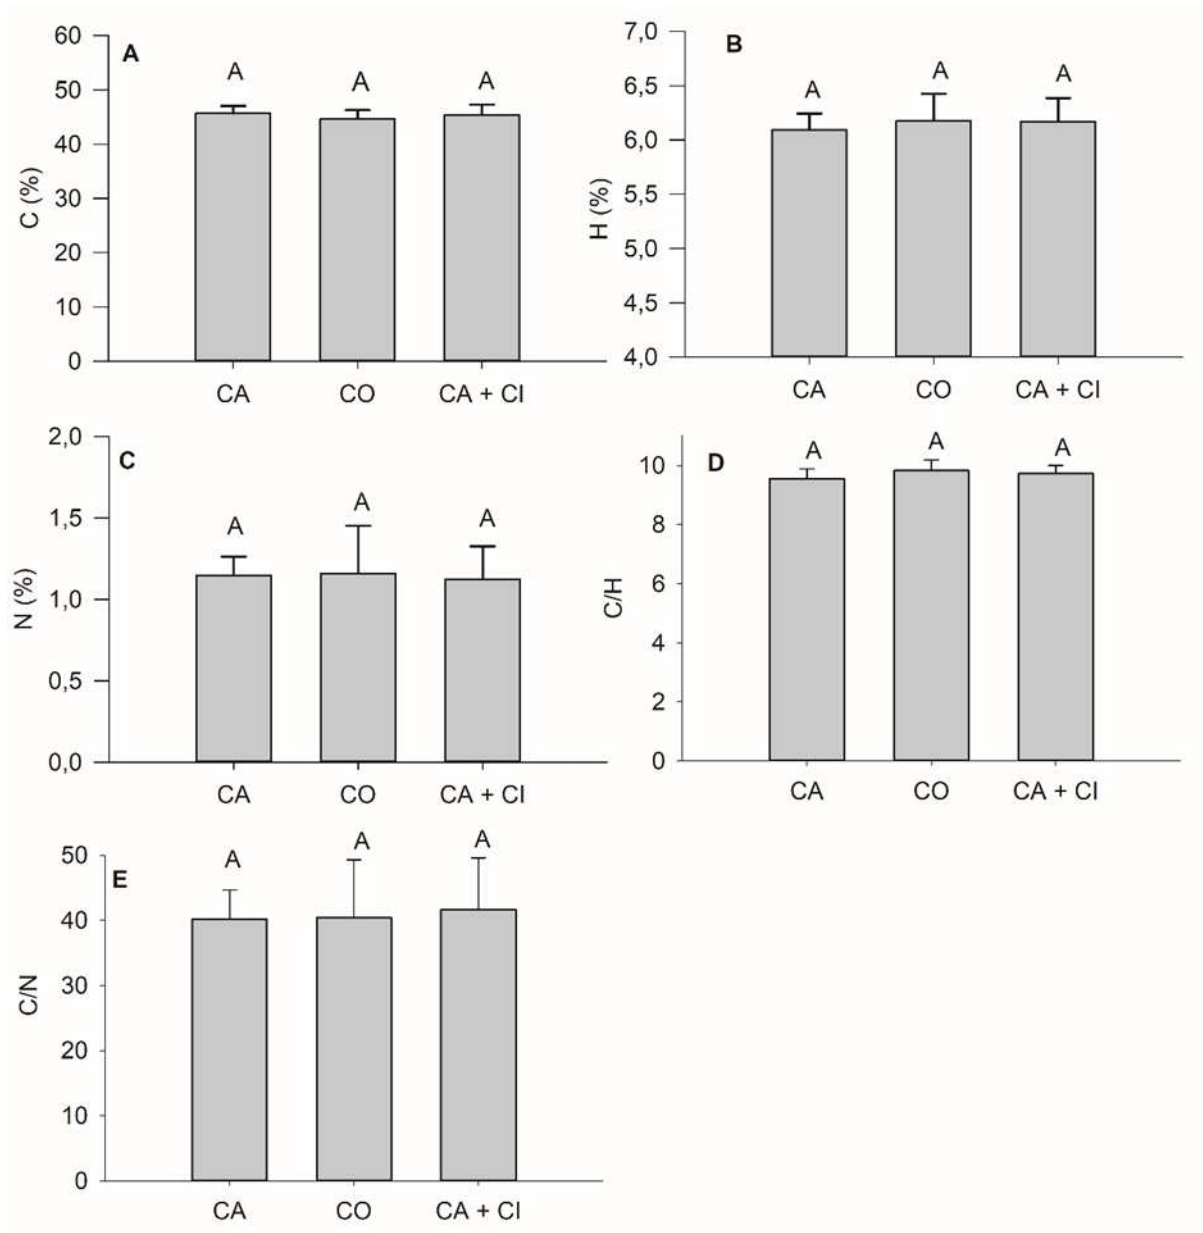 A
60
50
40
30
20
10
0
C (%)
A A A
CA CO CA + CI
B
7,0
6,5
6,0
5,5
5,0
4,5
4,0
H (%)
A A A
CA CO CA + CI
C
2,0
1,5
1,0
0,5
0,0
N (%)
A A A
CA CO CA + CI
D
10
8
6
4
2
0
C/H
A A A
CA CO CA + CI
E
50
40
30
20
10
0
C/N
A A A
CA CO CA + CI